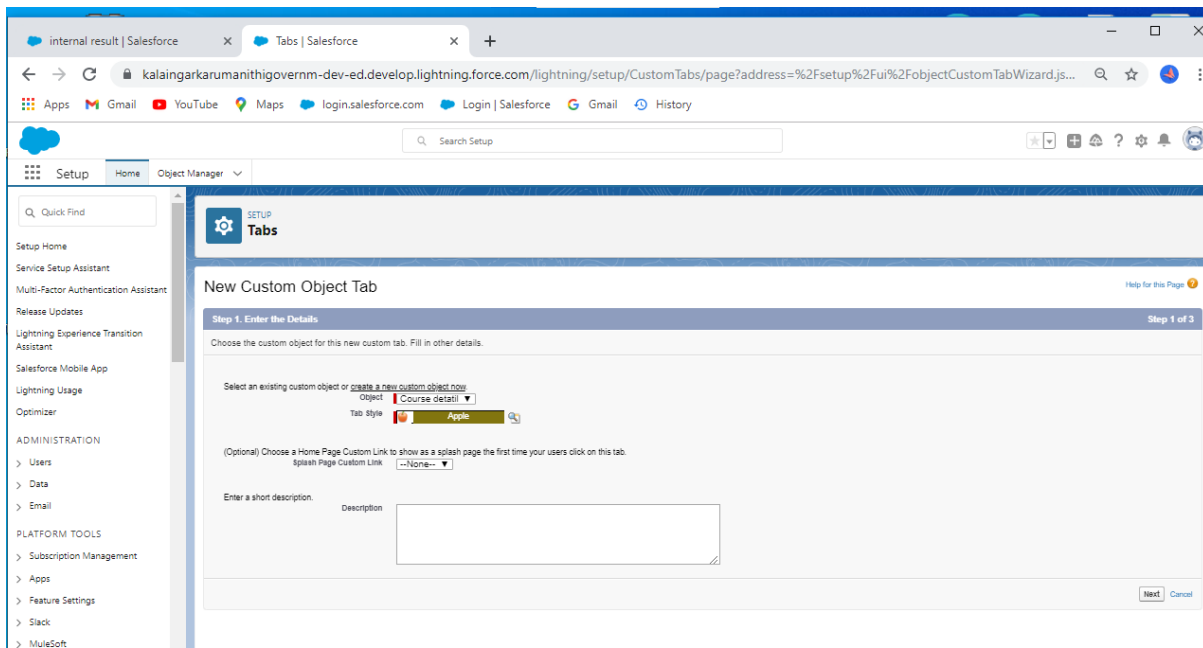 internal result | Salesforce
Tabs | Salesforce
kalaingarkarumanithigovernm-dev-ed.develop.lightning.force.com/lightning/setup/CustomTabs/page?address=%2Fsetup%2Fui%2FobjectCustomTabWizard.js...
Apps Gmail YouTube Maps login.salesforce.com Login | Salesforce Gmail History
Search Setup
Setup Home Object Manager
Quick Find
Setup Home
Service Setup Assistant
Multi-Factor Authentication Assistant
Release Updates
Lightning Experience Transition
Assistant
Salesforce Mobile App
Lightning Usage
Optimizer
ADMINISTRATION
Users
Data
Email
PLATFORM TOOLS
Subscription Management
Apps
Feature Settings
Slack
MuleSoft
SETUP
Tabs
New Custom Object Tab
Help for this Page
Step 1. Enter the Details Step 1 of 3
Choose the custom object for this new custom tab. Fill in other details.
Select an existing custom object or create a new custom object now.
Object Course detatil
Tab Style Apple
(Optional) Choose a Home Page Custom Link to show as a splash page the first time your users click on this tab.
Splash Page Custom Link --None--
Enter a short description.
Description
Next Cancel